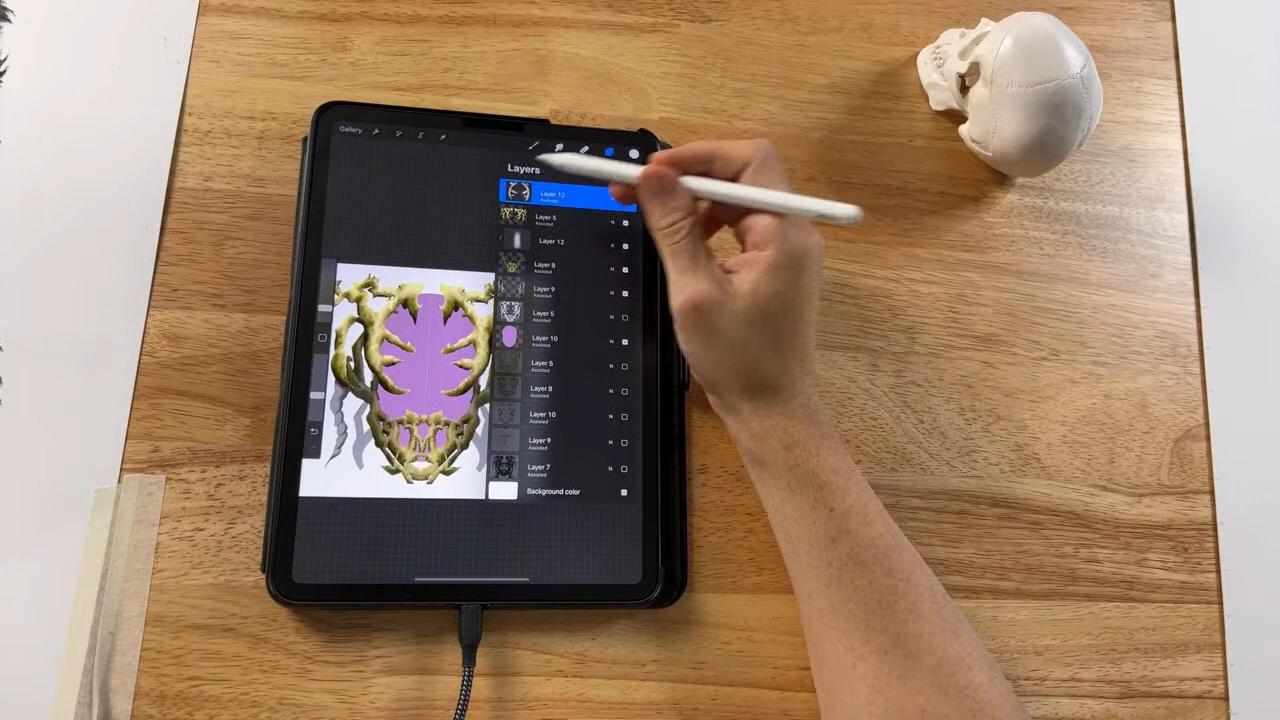 Gallery
Layers
Layer 12
Assisted
Layer 5
N
Assisted
Layer 12
A
Layer 8
N
Assisted
Layer 9
N
Assisted
Layer 5
N
Assisted
Layer 10
N
Assisted
Layer 5
N
Assisted
Layer 8
N
Assisted
Layer 10
N
Assisted
Layer 9
N
Assisted
Layer 7
N
Assisted
Background color